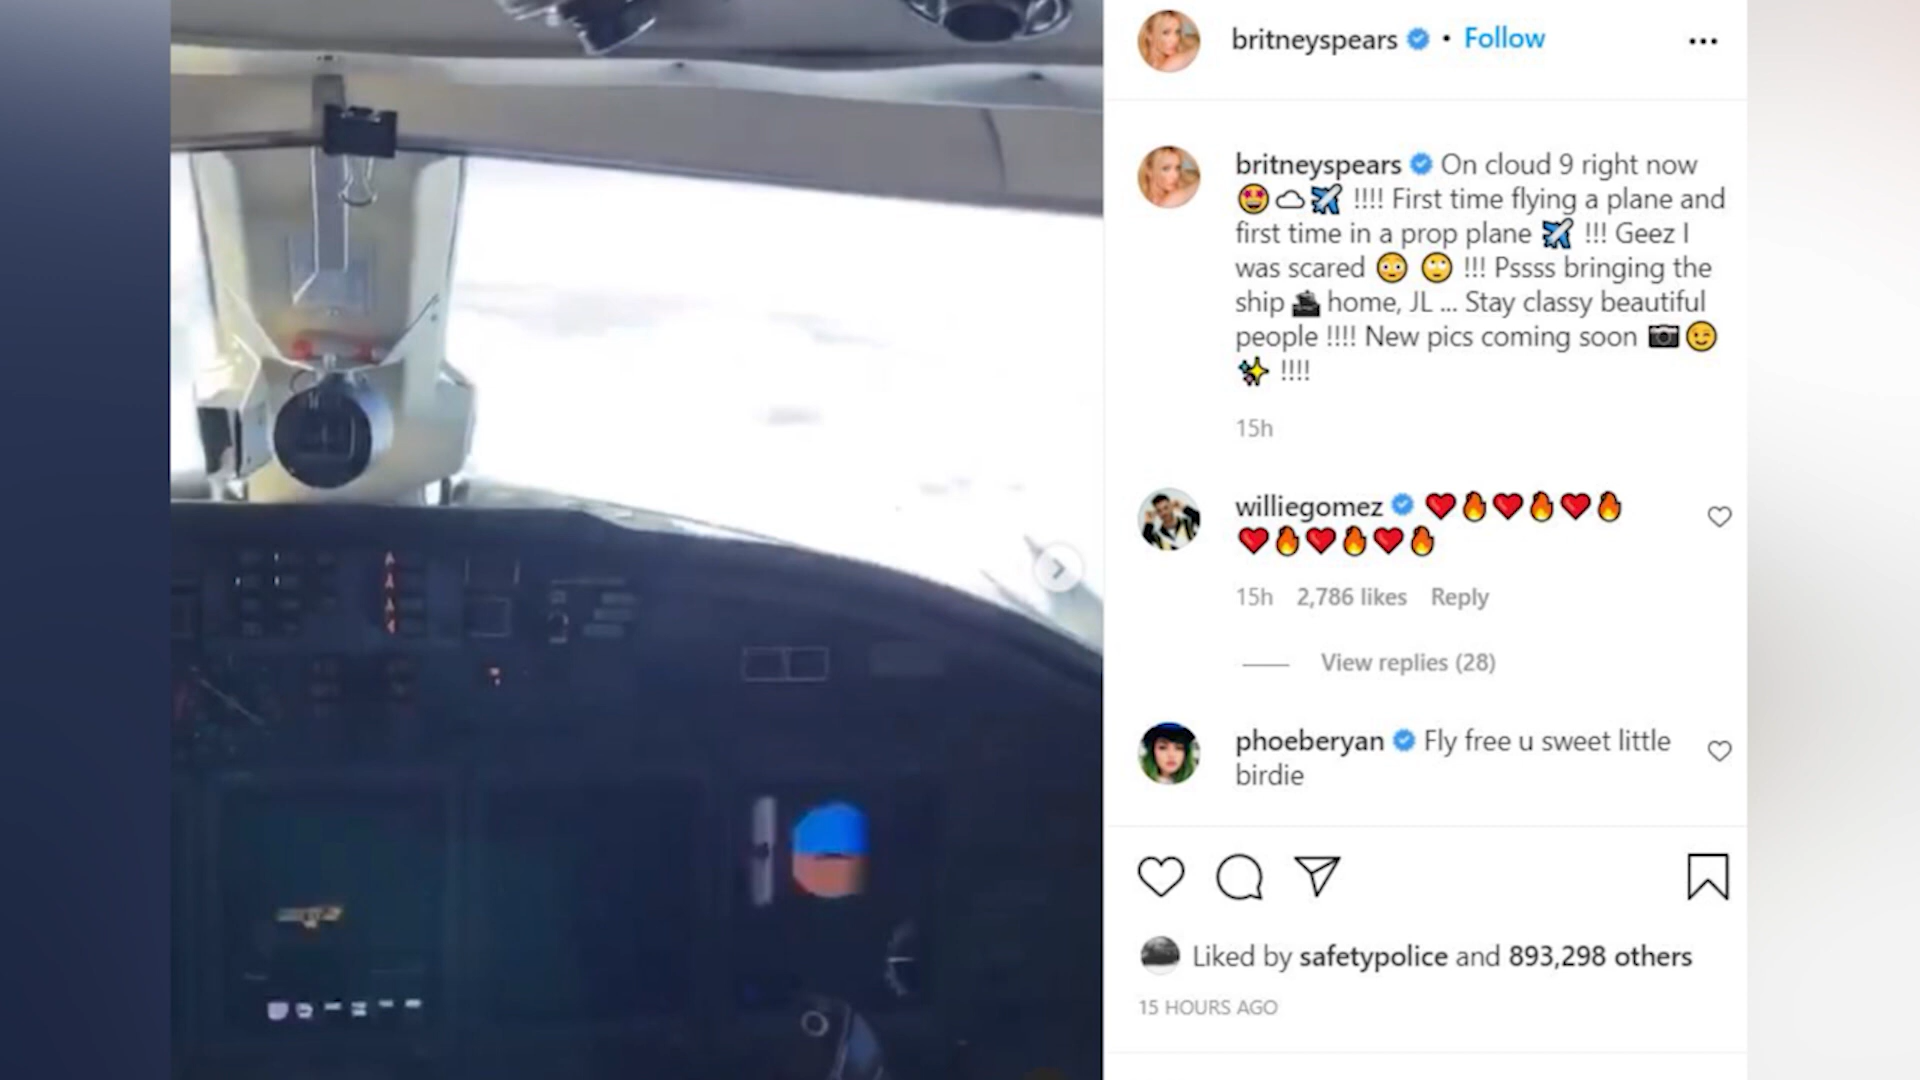 britneyspears • Follow
britneyspears On cloud 9 right now
🤩☁️✈️ !!!! First time flying a plane and
first time in a prop plane ✈️ !!! Geez I
was scared 😳 🙄 !!! Pssss bringing the
ship 🚢 home, JL ... Stay classy beautiful
people !!!! New pics coming soon 📷😉
✨ !!!!
15h
williegomez ❤️🔥❤️🔥❤️🔥
❤️🔥❤️🔥❤️🔥
15h 2,786 likes Reply
View replies (28)
phoeberyan Fly free u sweet little
birdie
Liked by safetypolice and 893,298 others
15 HOURS AGO